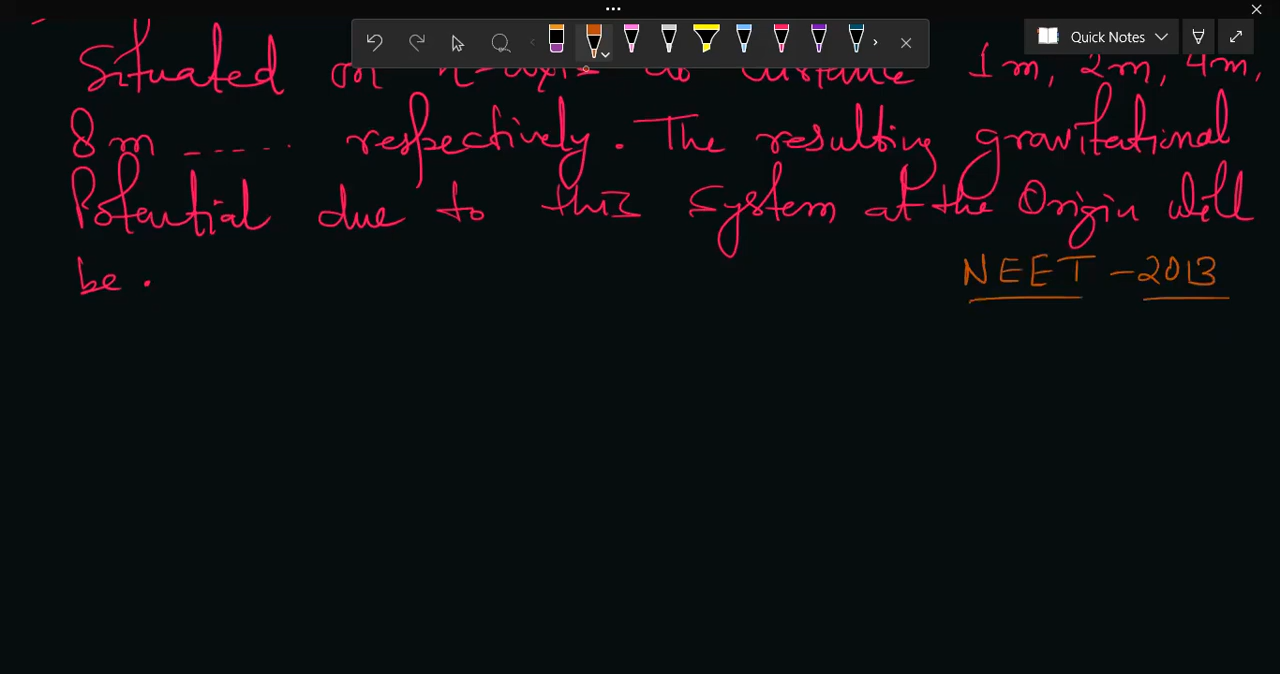 Quick Notes
Situated on x-axis at distance 1m, 2m, 4m,
8m ----- respectively. The resulting gravitational
Potential due to this system at the Origin will
be.
NEET - 2013